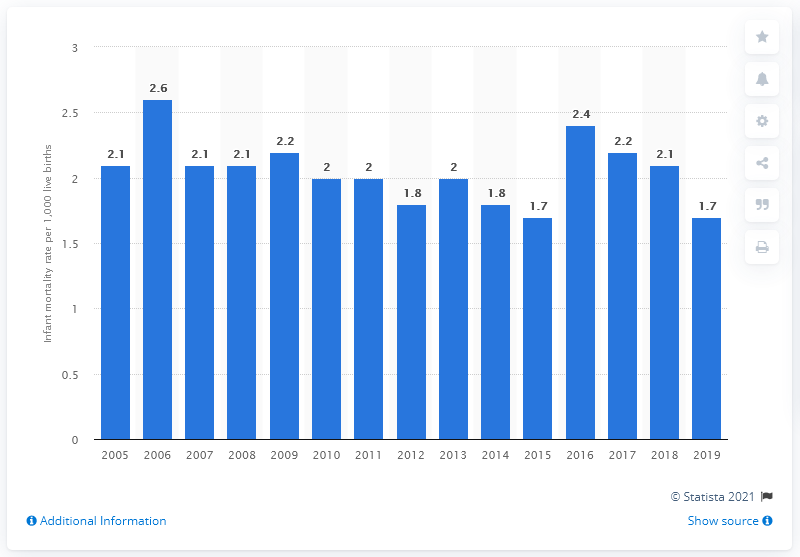 3
2.5
2
1.5
1
0.5
0
Infant mortality rate per 1,000 live births
2.1 2.6 2.1 2.1 2.2 2 2 1.8 2 1.8 1.7 2.4 2.2 2.1 1.7
2005 2006 2007 2008 2009 2010 2011 2012 2013 2014 2015 2016 2017 2018 2019
© Statista 2021
Additional Information
Show source